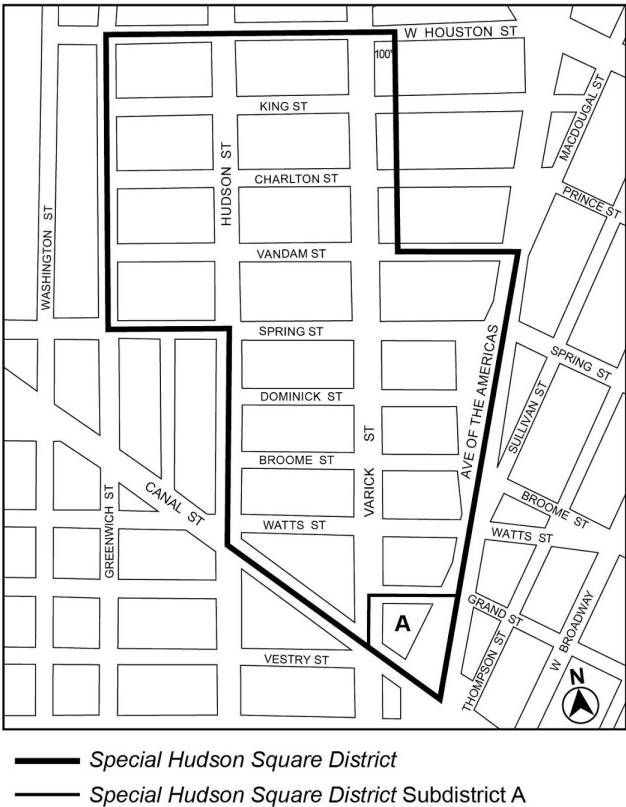 W HOUSTON ST
100'
KING ST
MACDOUGAL ST
HUDSON ST
CHARLTON ST
PRINCE ST
WASHINGTON ST
VANDAM ST
SPRING ST
AVE OF THE AMERICAS
SPRING ST
SULLIVAN ST
DOMINICK ST
VARICK ST
BROOME ST
CANAL ST
GREENWICH ST
BROOME ST
WATTS ST
WATTS ST
A
GRAND ST
W BROADWAY
THOMPSON ST
VESTRY ST
N
Special Hudson Square District
Special Hudson Square District Subdistrict A